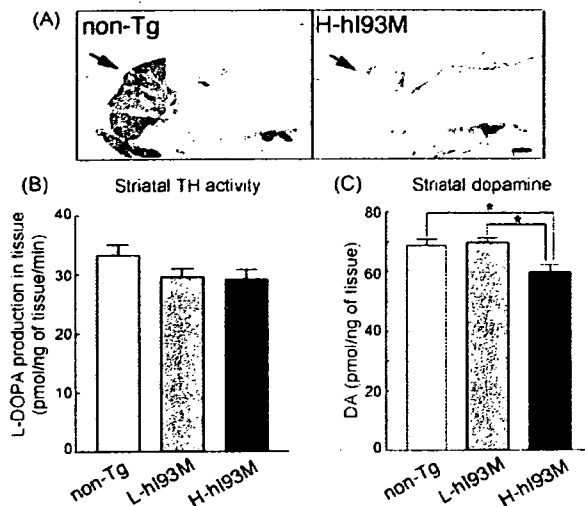 (A)
non-Tg
H-hI93M
(B)
Striatal TH activity
L-DOPA production in tissue
(pmol/ng of tissue/min)
40
30
20
10
0
non-Tg
L-hI93M
H-hI93M
(C)
Striatal dopamine
*
*
DA (pmol/ng of tissue)
80
60
40
20
0
non-Tg
L-hI93M
H-hI93M